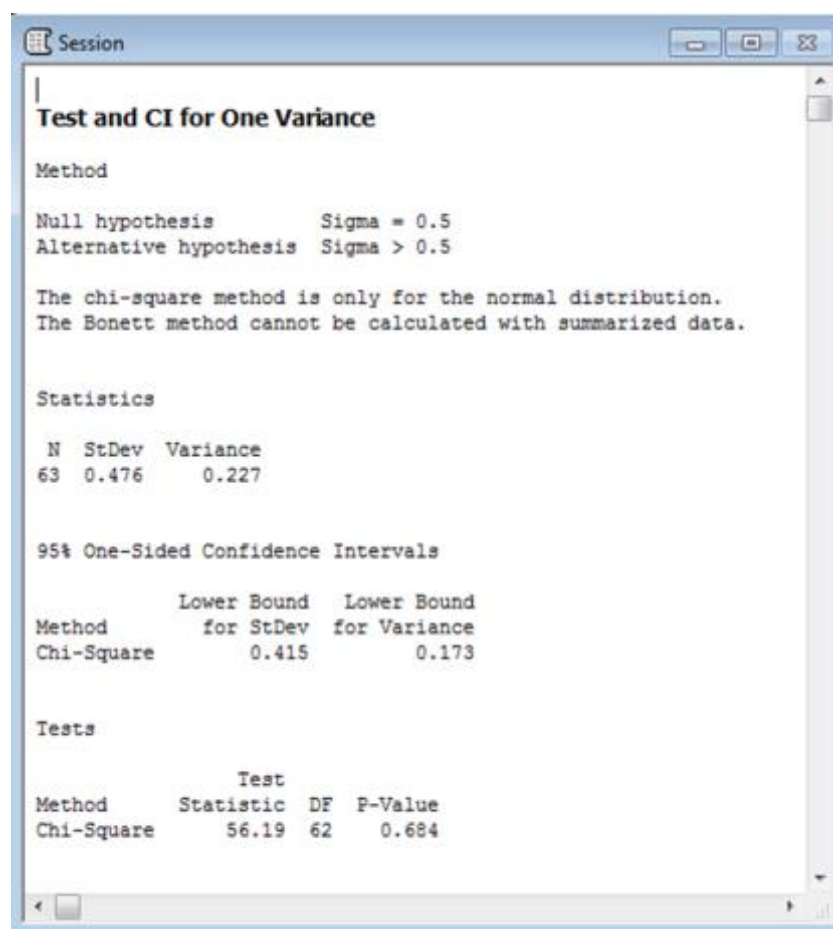 Session
Test and CI for One Variance
Method
Null hypothesis Sigma = 0.5
Alternative hypothesis Sigma > 0.5
The chi-square method is only for the normal distribution.
The Bonett method cannot be calculated with summarized data.
Statistics
N StDev Variance
63 0.476 0.227
95% One-Sided Confidence Intervals
Lower Bound Lower Bound
Method for StDev for Variance
Chi-Square 0.415 0.173
Tests
Test
Method Statistic DF P-Value
Chi-Square 56.19 62 0.684